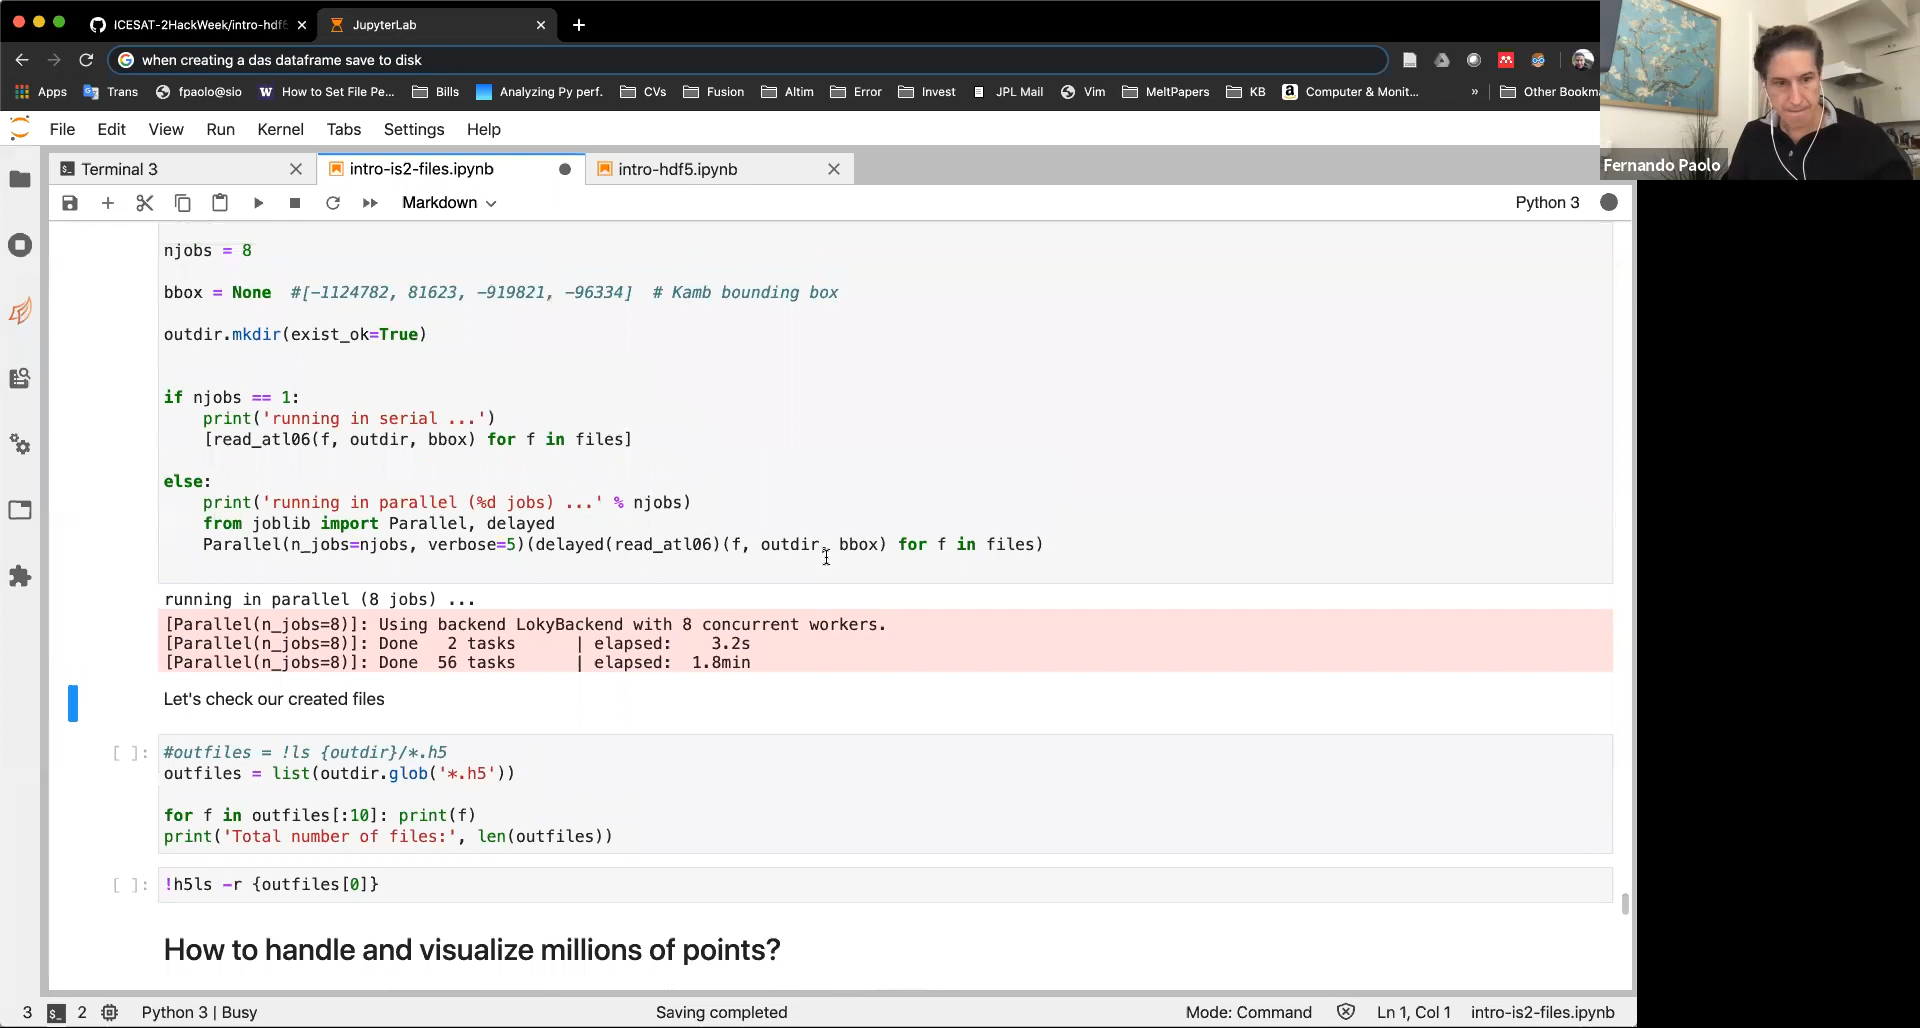 ICESAT-2HackWeek/intro-hdf5
JupyterLab
when creating a das dataframe save to disk
Apps
Trans
fpaolo@sio
How to Set File Pe...
Bills
Analyzing Py perf.
CVs
Fusion
Altim
Error
Invest
JPL Mail
Vim
MeltPapers
KB
Computer & Monit...
»
Other Bookma
Fernando Paolo
File Edit View Run Kernel Tabs Settings Help
Terminal 3
intro-is2-files.ipynb
intro-hdf5.ipynb
Markdown
Python 3
njobs = 8
bbox = None #[-1124782, 81623, -919821, -96334] # Kamb bounding box
outdir.mkdir(exist_ok=True)
if njobs == 1:
print('running in serial ...')
[read_atl06(f, outdir, bbox) for f in files]
else:
print('running in parallel (%d jobs) ...' % njobs)
from joblib import Parallel, delayed
Parallel(n_jobs=njobs, verbose=5)(delayed(read_atl06)(f, outdir, bbox) for f in files)
running in parallel (8 jobs) ...
[Parallel(n_jobs=8)]: Using backend LokyBackend with 8 concurrent workers.
[Parallel(n_jobs=8)]: Done 2 tasks | elapsed: 3.2s
[Parallel(n_jobs=8)]: Done 56 tasks | elapsed: 1.8min
Let's check our created files
[ ]:
#outfiles = !ls {outdir}/*.h5
outfiles = list(outdir.glob('*.h5'))
for f in outfiles[:10]: print(f)
print('Total number of files:', len(outfiles))
[ ]:
!h5ls -r {outfiles[0]}
How to handle and visualize millions of points?
3
2
Python 3 | Busy
Saving completed
Mode: Command
Ln 1, Col 1
intro-is2-files.ipynb